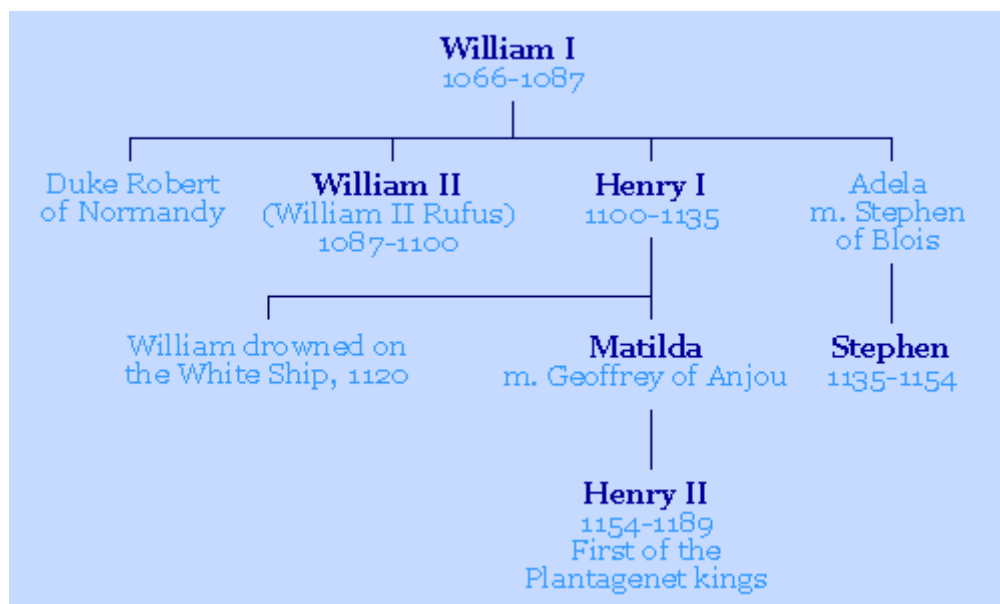 William I
1066-1087
Duke Robert
of Normandy
William II
(William II Rufus)
1087-1100
Henry I
1100-1135
Adela
m. Stephen
of Blois
William drowned on
the White Ship, 1120
Matilda
m. Geoffrey of Anjou
Stephen
1135-1154
Henry II
1154-1189
First of the
Plantagenet kings